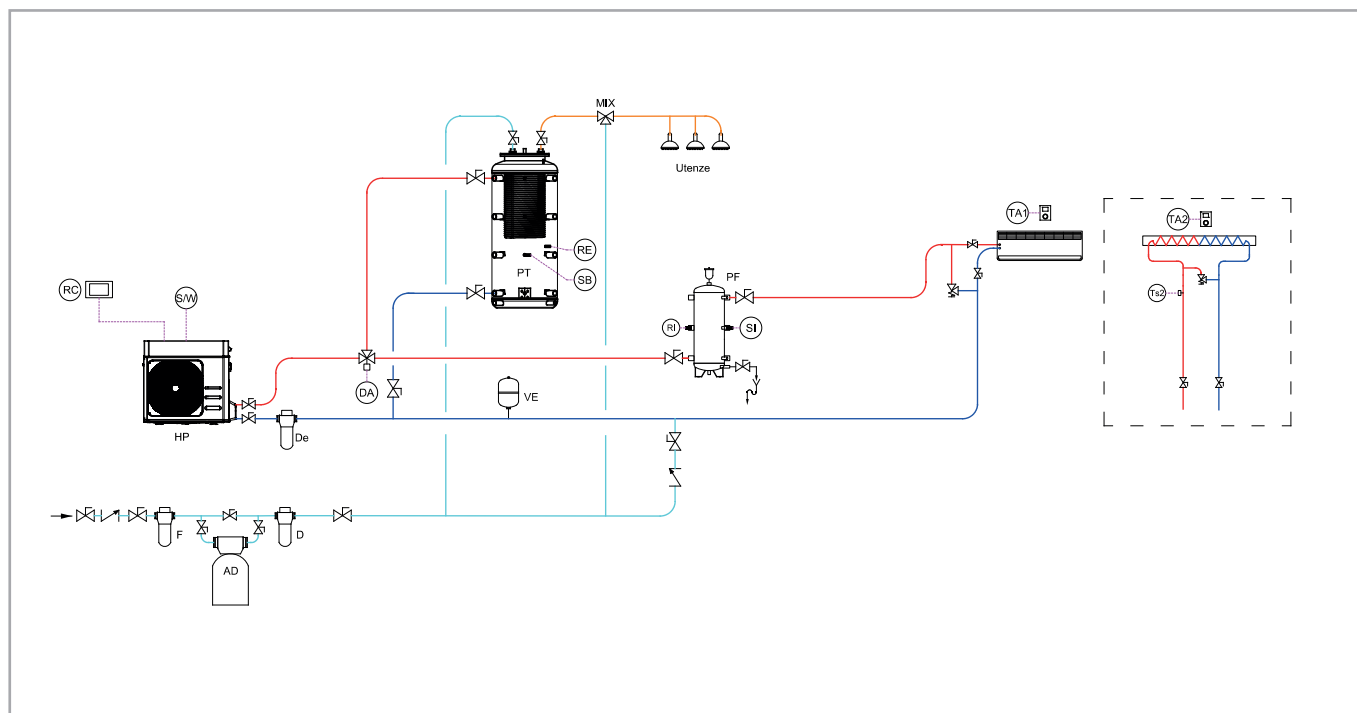 MIX
Utenze
TA1
TA2
RE
SB
PT
PF
RC
S/W
Ts2
RI
SI
DA
VE
HP
De
F
D
AD